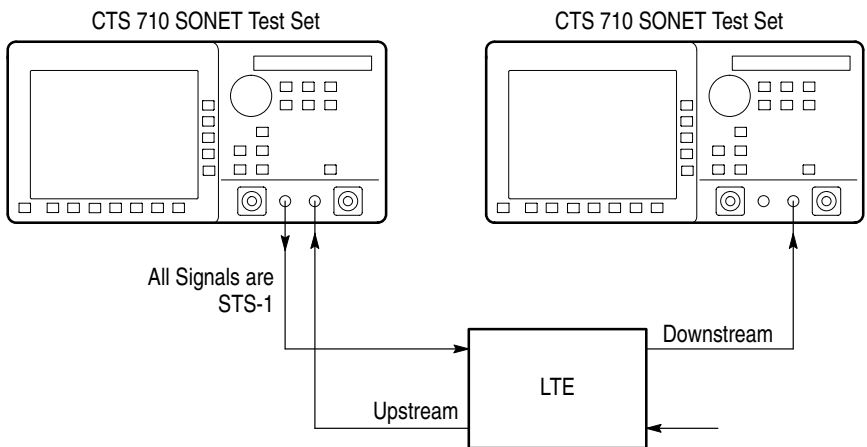 CTS 710 SONET Test Set
CTS 710 SONET Test Set
All Signals are
STS-1
Downstream
LTE
Upstream